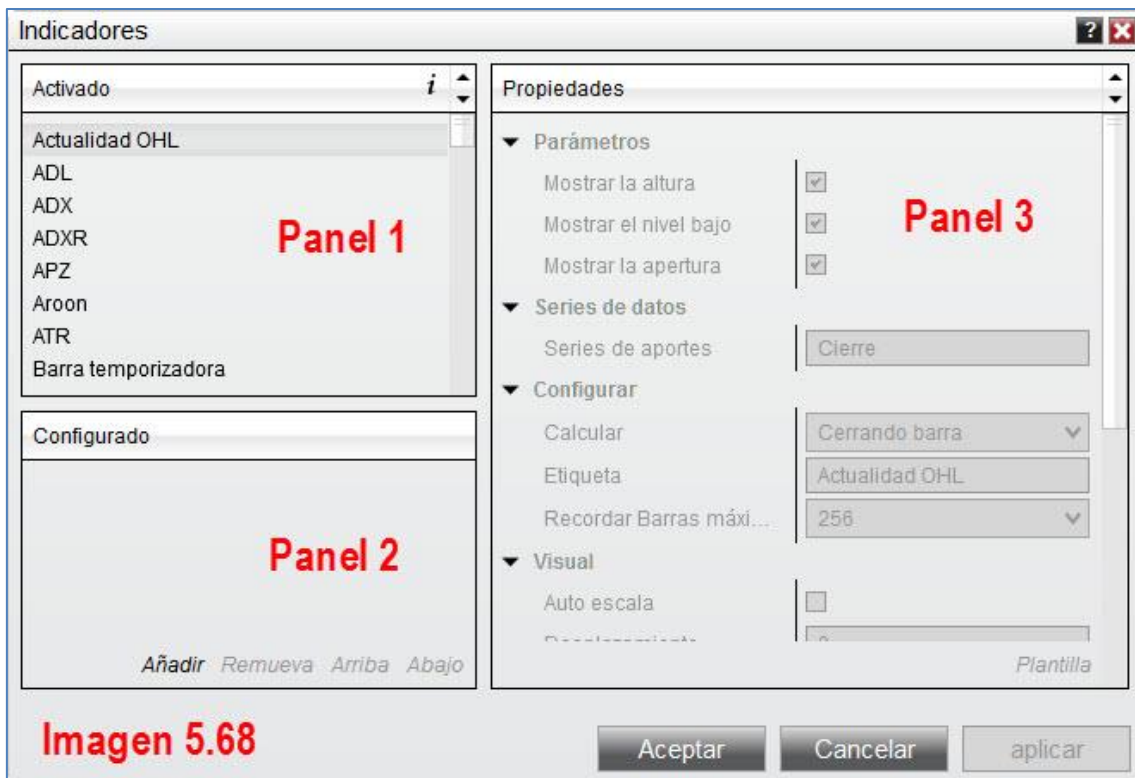 Indicadores
?
Activado i
Actualidad OHL
ADL
ADX
ADXR
APZ
Aroon
ATR
Barra temporizadora
Panel 1
Configurado
Panel 2
Añadir Remueva Arriba Abajo
Propiedades
Parámetros
Mostrar la altura
Mostrar el nivel bajo
Mostrar la apertura
Panel 3
Series de datos
Series de aportes Cierre
Configurar
Calcular Cerrando barra
Etiqueta Actualidad OHL
Recordar Barras máxi... 256
Visual
Auto escala
Plantilla
Imagen 5.68
Aceptar Cancelar aplicar